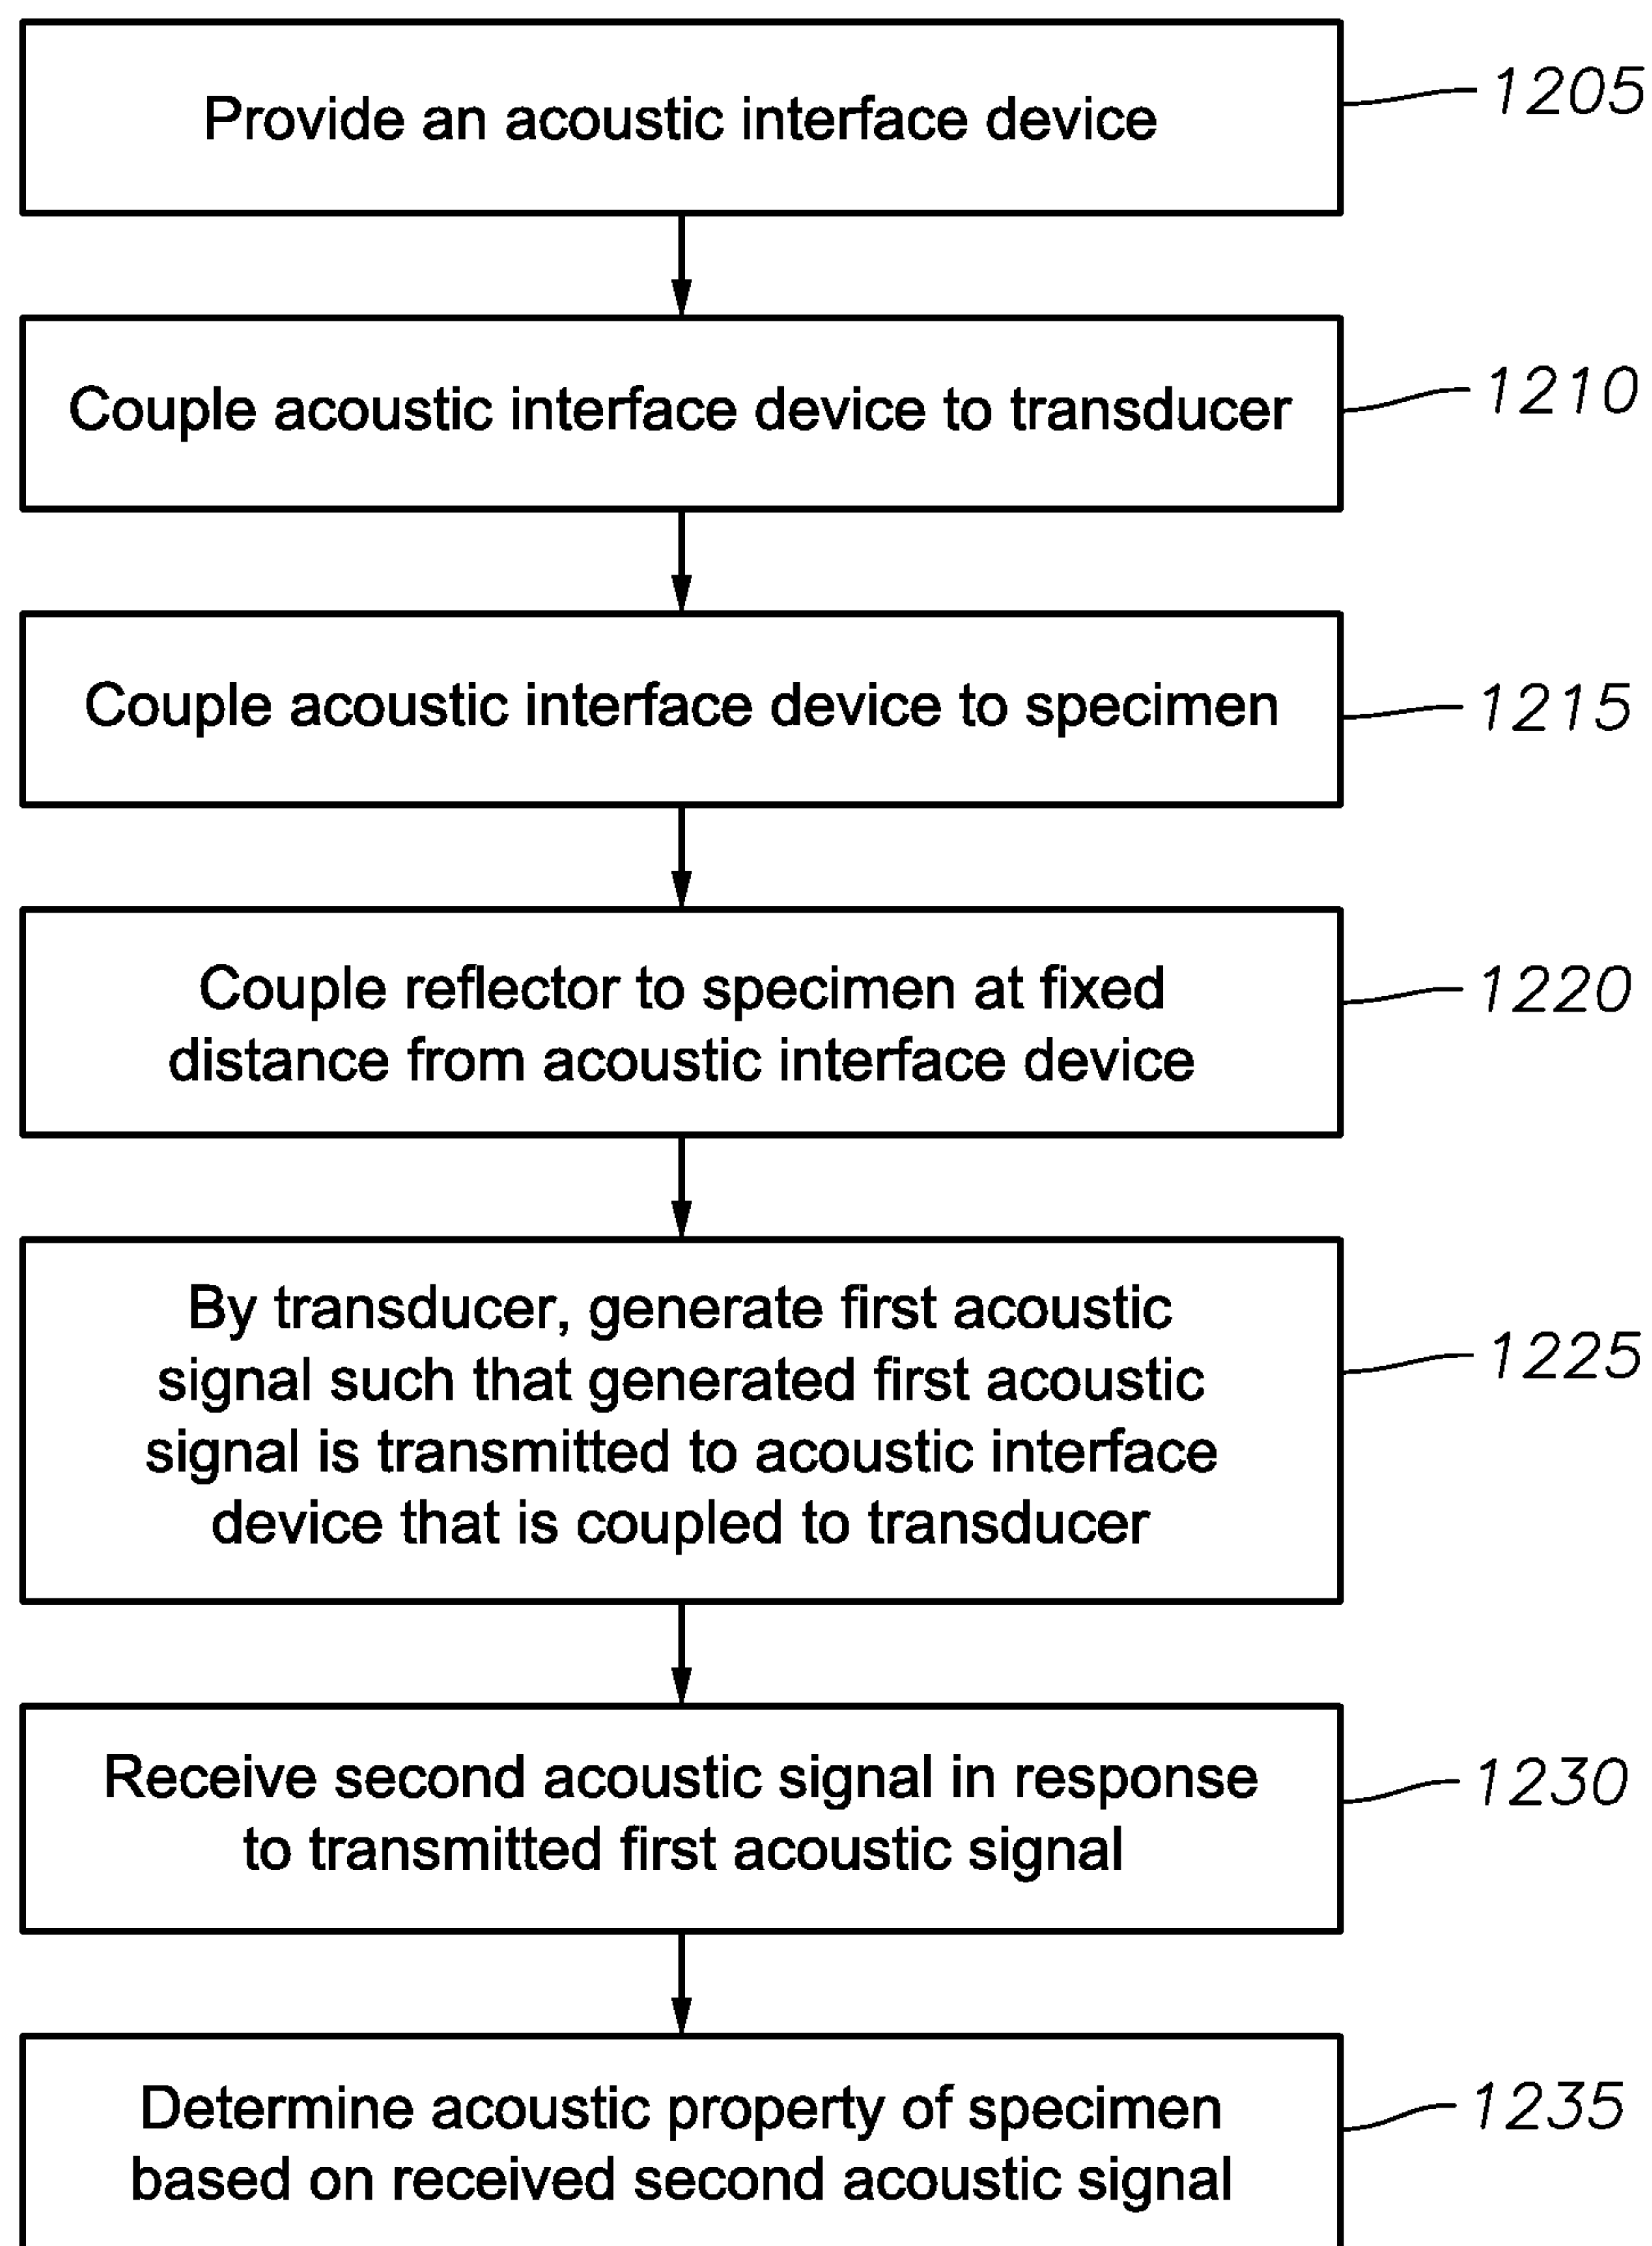 Provide an acoustic interface device
1205
Couple acoustic interface device to transducer
1210
Couple acoustic interface device to specimen
1215
Couple reflector to specimen at fixed
distance from acoustic interface device
1220
By transducer, generate first acoustic
signal such that generated first acoustic
signal is transmitted to acoustic interface
device that is coupled to transducer
1225
Receive second acoustic signal in response
to transmitted first acoustic signal
1230
Determine acoustic property of specimen
based on received second acoustic signal
1235